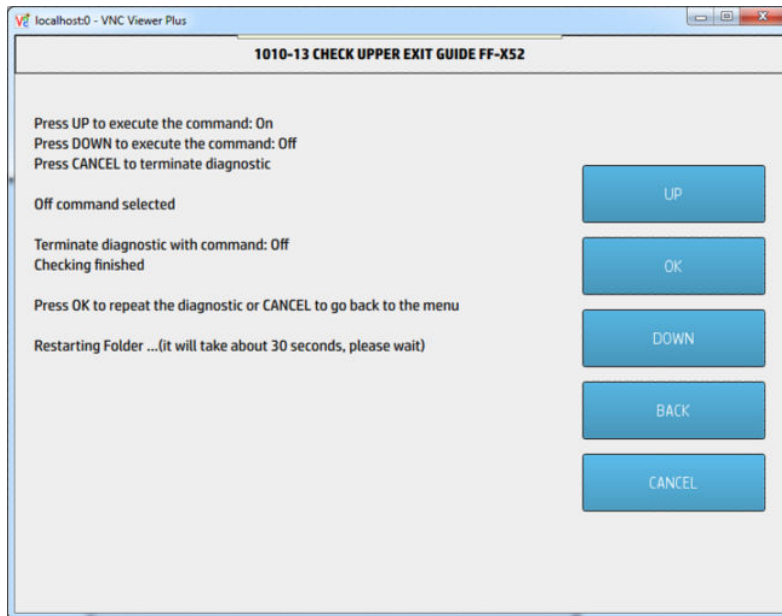 localhost:0 - VNC Viewer Plus
1010-13 CHECK UPPER EXIT GUIDE FF-X52
Press UP to execute the command: On
Press DOWN to execute the command: Off
Press CANCEL to terminate diagnostic
Off command selected
Terminate diagnostic with command: Off
Checking finished
Press OK to repeat the diagnostic or CANCEL to go back to the menu
Restarting Folder ...(it will take about 30 seconds, please wait)
UP
OK
DOWN
BACK
CANCEL